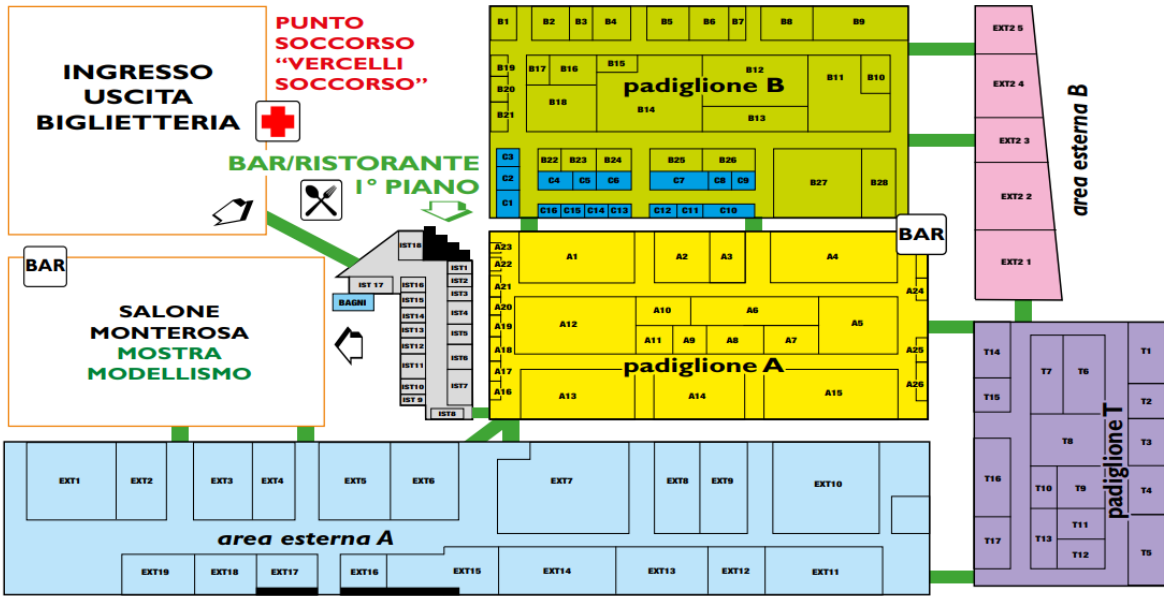 INGRESSO
USCITA
BIGLIETTERIA
PUNTO
SOCCORSO
“VERCELLI
SOCCORSO”
BAR/RISTORANTE
1° PIANO
BAR
SALONE
MONTEROSA
MOSTRA
MODELLISMO
BAGNI
IST18
IST 17
IST16
IST15
IST14
IST13
IST12
IST11
IST10
IST 9
IST1
IST2
IST3
IST4
IST5
IST6
IST7
IST8
B1 B2 B3 B4 B5 B6 B7 B8 B9
B19 B17 B16 B15 B12 B11 B10
B20
B18 B14 B13
B21
padiglione B
C3 B22 B23 B24 B25 B26
C2 C4 C5 C6 C7 C8 C9 B27 B28
C1 C16 C15 C14 C13 C12 C11 C10
BAR
A23 A1 A2 A3 A4
A22
A21 A24
A20 A10 A6 A5
A19 A12
A18 A11 A9 A8 A7 A25
padiglione A
A17 A26
A16 A13 A14 A15
EXT2 5
EXT2 4
EXT2 3
EXT2 2
EXT2 1
area esterna B
T14 T7 T6 T1
T15 T2
T8 T3
T16 T10 T9 T4
T11
T17 T13 T12 T5
padiglione T
EXT1 EXT2 EXT3 EXT4 EXT5 EXT6 EXT7 EXT8 EXT9 EXT10
area esterna A
EXT19 EXT18 EXT17 EXT16 EXT15 EXT14 EXT13 EXT12 EXT11